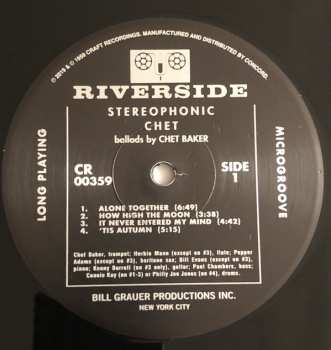 ℗ 2019 & © 1959 CRAFT RECORDINGS. MANUFACTURED AND DISTRIBUTED BY CONCORD.
RIVERSIDE
STEREOPHONIC
CHET
ballads by CHET BAKER
LONG PLAYING
MICROGROOVE
CR
00359
SIDE
1
1. ALONE TOGETHER (6:49)
2. HOW HIGH THE MOON (3:38)
3. IT NEVER ENTERED MY MIND (4:42)
4. 'TIS AUTUMN (5:15)
Chet Baker, trumpet; Herbie Mann (except on #3), flute; Pepper
Adams (except on #3), baritone sax; Bill Evans (except on #3),
piano; Kenny Burrell (on #3 only), guitar; Paul Chambers, bass;
Connie Kay (on #1-3) or Philly Joe Jones (on #4), drums.
BILL GRAUER PRODUCTIONS INC.
NEW YORK CITY